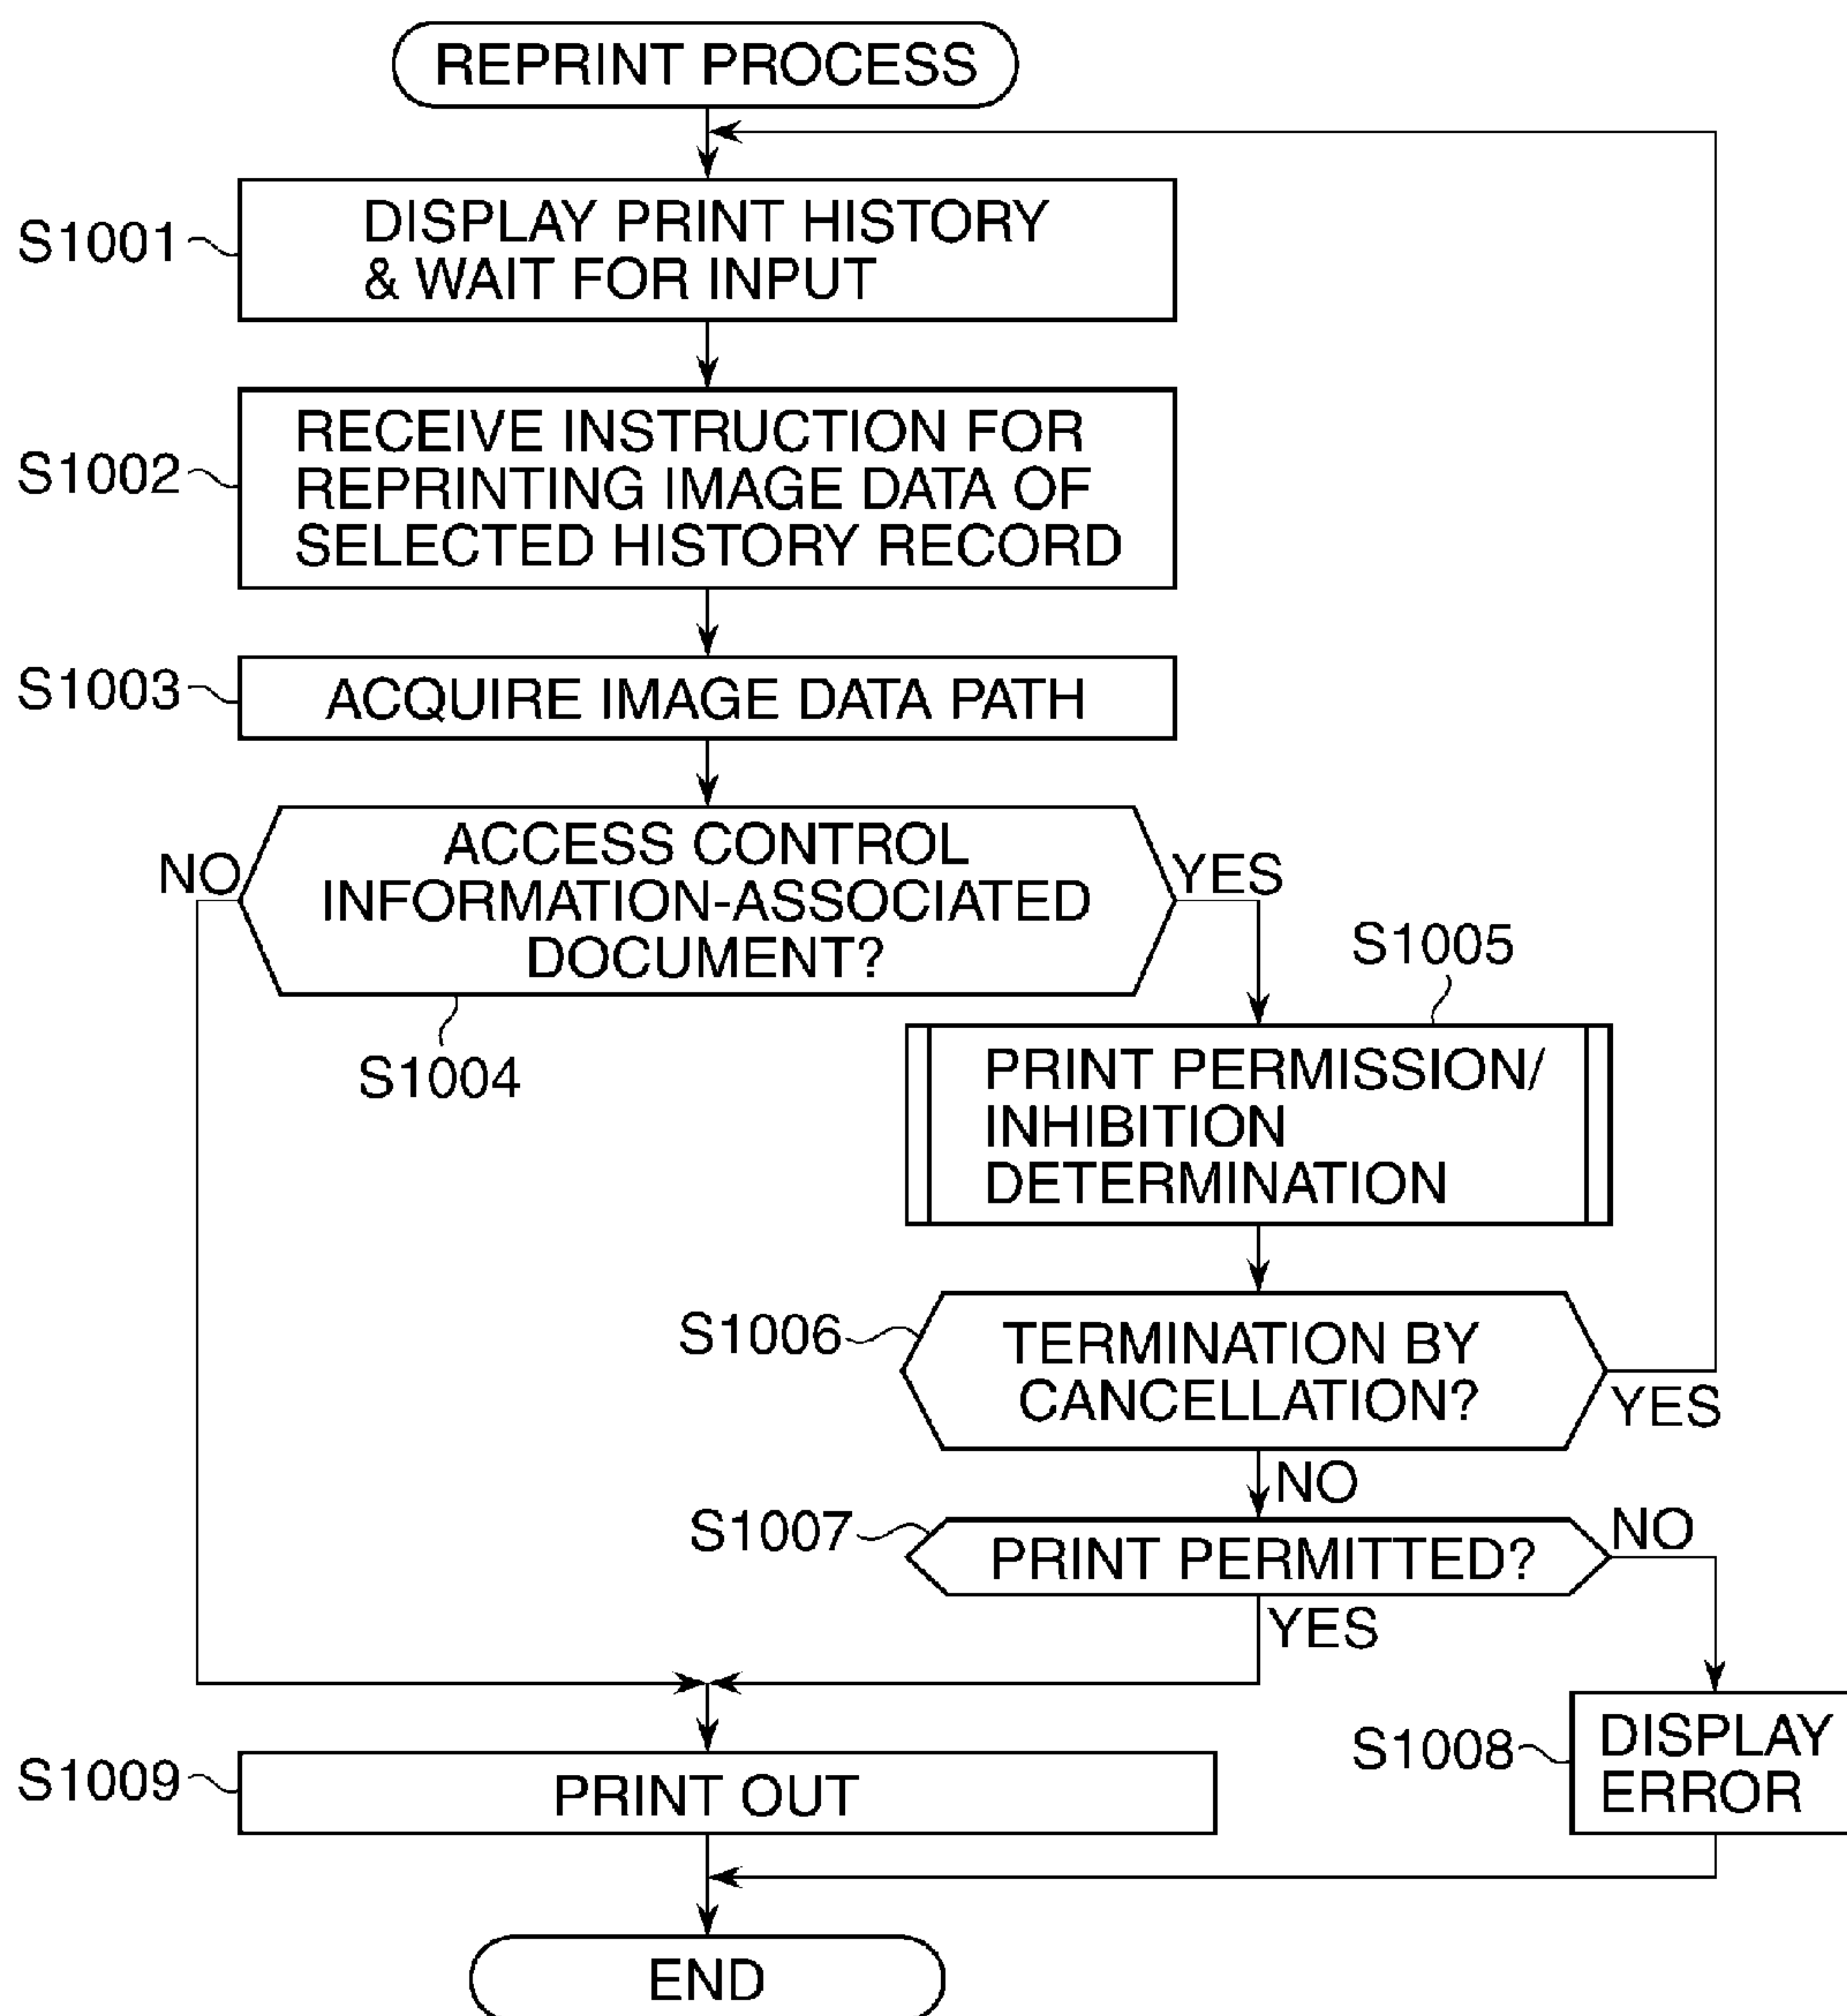 REPRINT PROCESS
S1001
DISPLAY PRINT HISTORY
& WAIT FOR INPUT
S1002
RECEIVE INSTRUCTION FOR
REPRINTING IMAGE DATA OF
SELECTED HISTORY RECORD
S1003
ACQUIRE IMAGE DATA PATH
NO
ACCESS CONTROL
INFORMATION-ASSOCIATED
DOCUMENT?
YES
S1004
S1005
PRINT PERMISSION/
INHIBITION
DETERMINATION
S1006
TERMINATION BY
CANCELLATION?
YES
NO
S1007
PRINT PERMITTED?
NO
YES
S1008
DISPLAY
ERROR
S1009
PRINT OUT
END